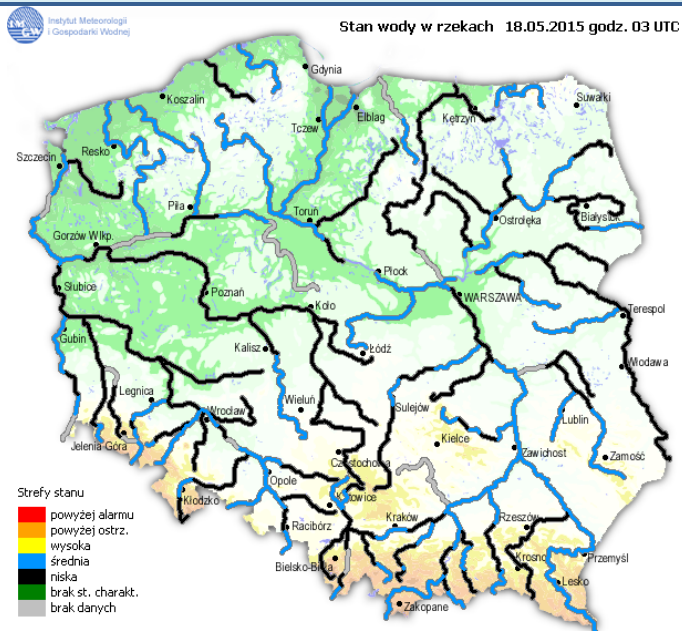 IMGW
Instytut Meteorologii
i Gospodarki Wodnej
Stan wody w rzekach 18.05.2015 godz. 03 UTC
Gdynia
Koszalin
Suwałki
Elbląg
Tczew
Kętrzyn
Resko
Szczecin
Piła
Toruń
Ostrołęka
Białystok
Gorzów Wlkp.
Płock
Słubice
Poznań
Koło
WARSZAWA
Terespol
Gubin
Kalisz
Łódź
Włodawa
Legnica
Wieluń
Sulejów
Wrocław
Lublin
Jelenia-Góra
Kielce
Zawichost
Zamość
Częstochowa
Opole
Kłodzko
Katowice
Kraków
Rzeszów
Racibórz
Przemyśl
Krosno
Bielsko-Biała
Lesko
Zakopane
Strefy stanu
powyżej alarmu
powyżej ostrz.
wysoka
średnia
niska
brak st. charakt.
brak danych